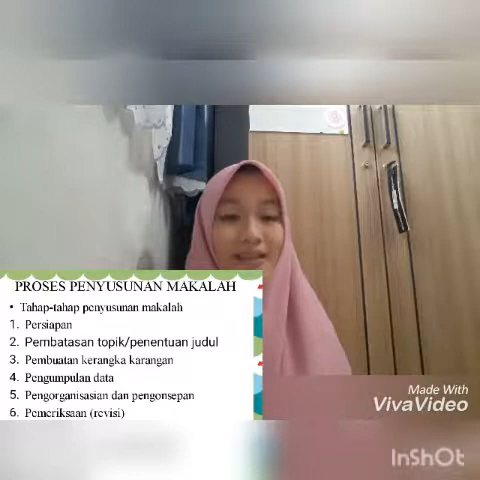 PROSES PENYUSUNAN MAKALAH
• Tahap-tahap penyusunan makalah
1. Persiapan
2. Pembatasan topik/penentuan judul
3. Pembuatan kerangka karangan
4. Pengumpulan data
5. Pengorganisasian dan pengonsepan
6. Pemeriksaan (revisi)
Made With
VivaVideo
InShOt